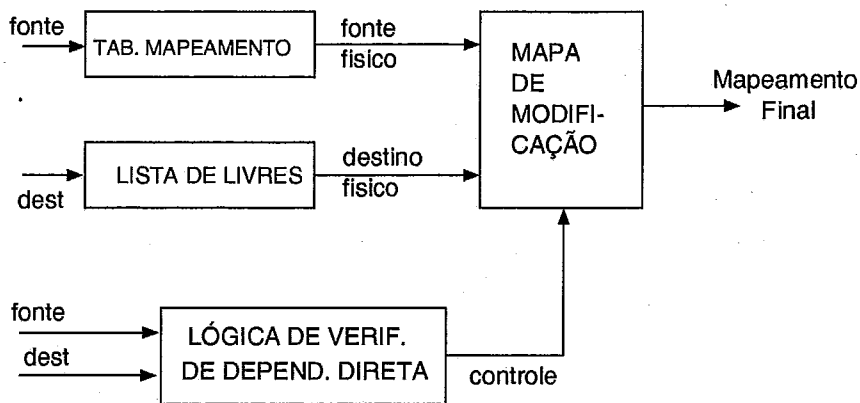 fonte
TAB. MAPEAMENTO
fonte
fisico
MAPA
DE
MODIFI-
CAÇÃO
Mapeamento
Final
dest
LISTA DE LIVRES
destino
fisico
fonte
dest
LÓGICA DE VERIF.
DE DEPEND. DIRETA
controle